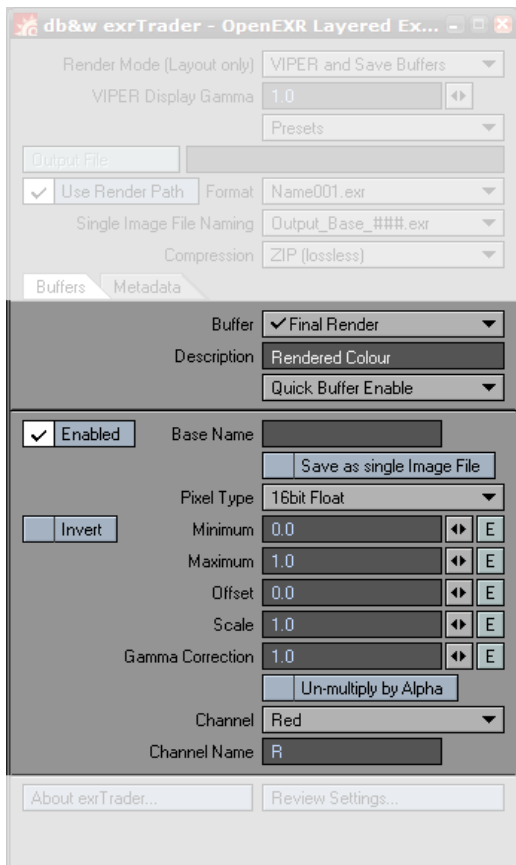 db&w exrTrader - OpenEXR Layered Ex...
Render Mode (Layout only) VIPER and Save Buffers
VIPER Display Gamma 1.0
Presets
Output File
Use Render Path Format Name001.exr
Single Image File Naming Output_Base_###.exr
Compression ZIP (lossless)
Buffers Metadata
Buffer Final Render
Description Rendered Colour
Quick Buffer Enable
Enabled Base Name
Save as single Image File
Pixel Type 16bit Float
Invert Minimum 0.0 E
Maximum 1.0 E
Offset 0.0 E
Scale 1.0 E
Gamma Correction 1.0 E
Un-multiply by Alpha
Channel Red
Channel Name R
About exrTrader... Review Settings...